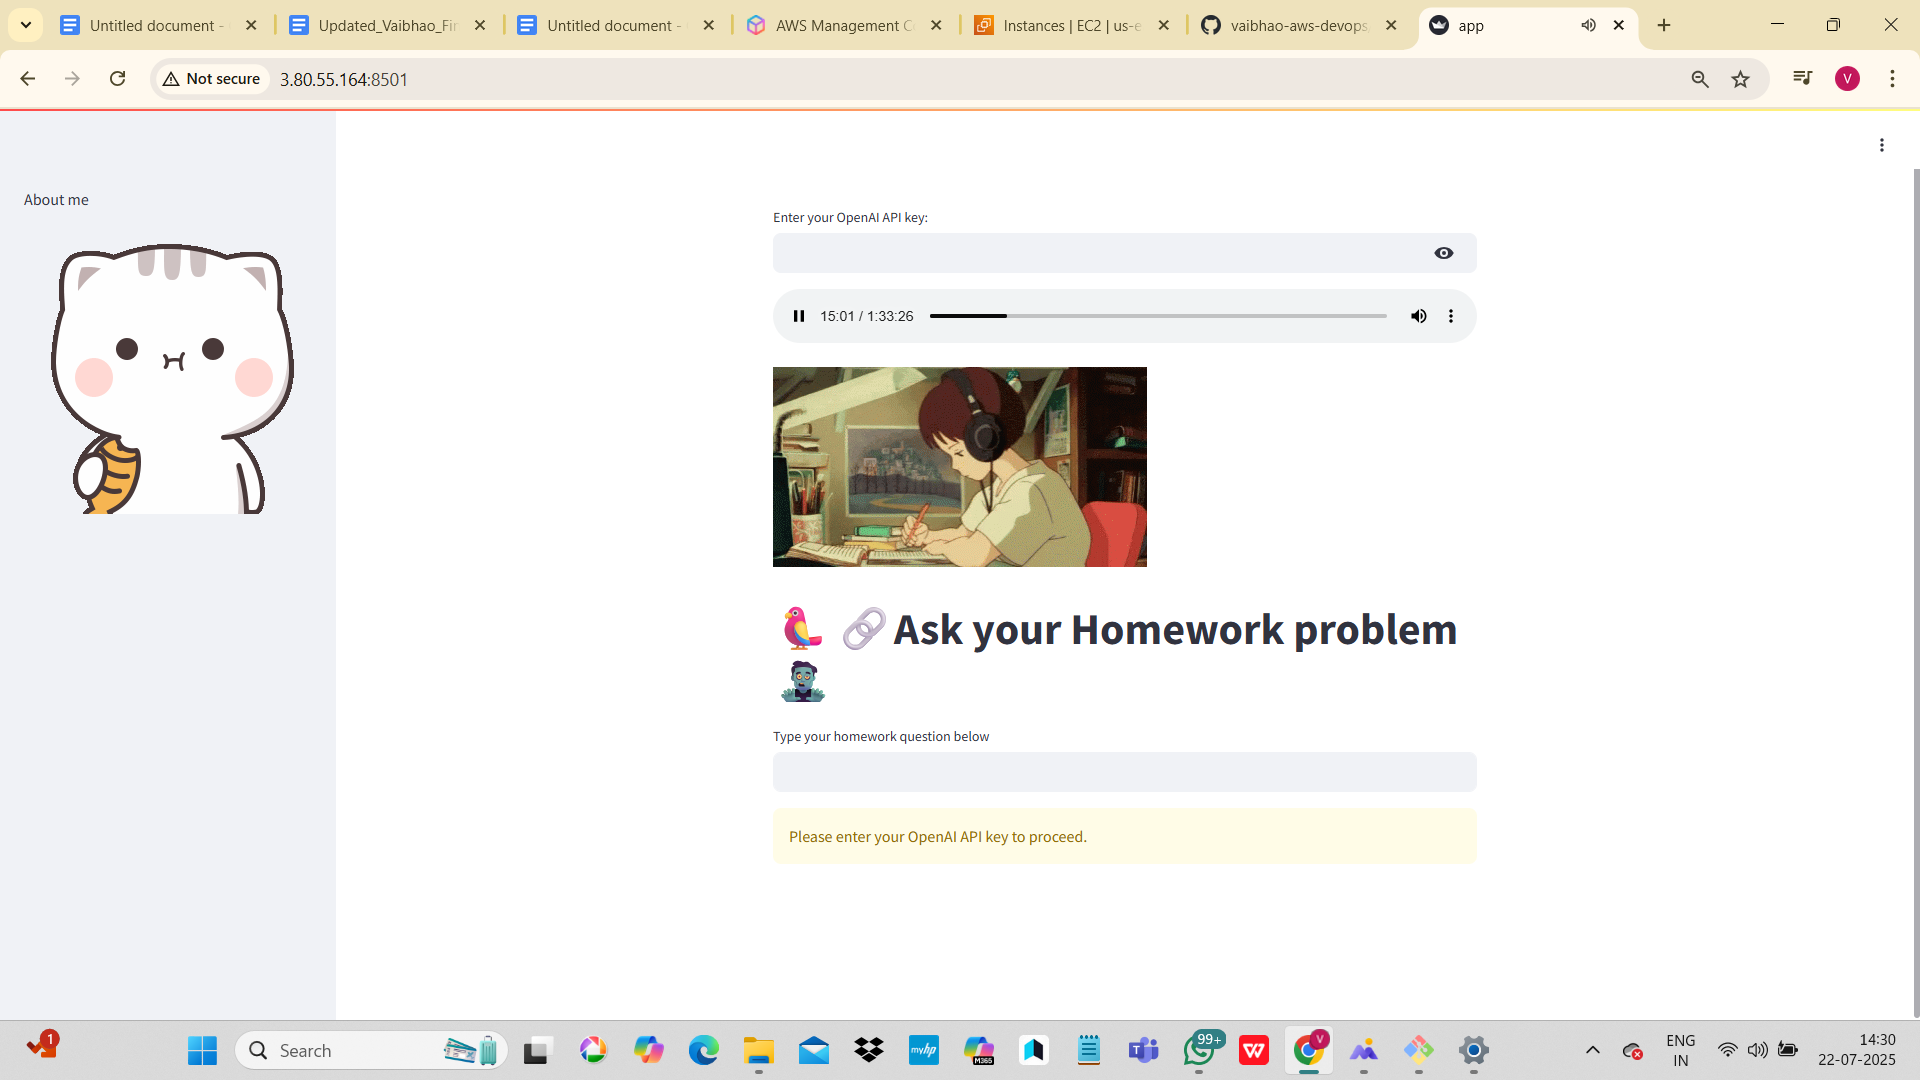 Untitled document -
Updated_Vaibhao_Fir
Untitled document -
AWS Management C
Instances | EC2 | us-e
vaibhao-aws-devops
app
Not secure
3.80.55.164:8501
V
About me
Enter your OpenAI API key:
15:01 / 1:33:26
Ask your Homework problem
Type your homework question below
Please enter your OpenAI API key to proceed.
1
Search
myhp
M365
99+
V
ENG
IN
14:30
22-07-2025